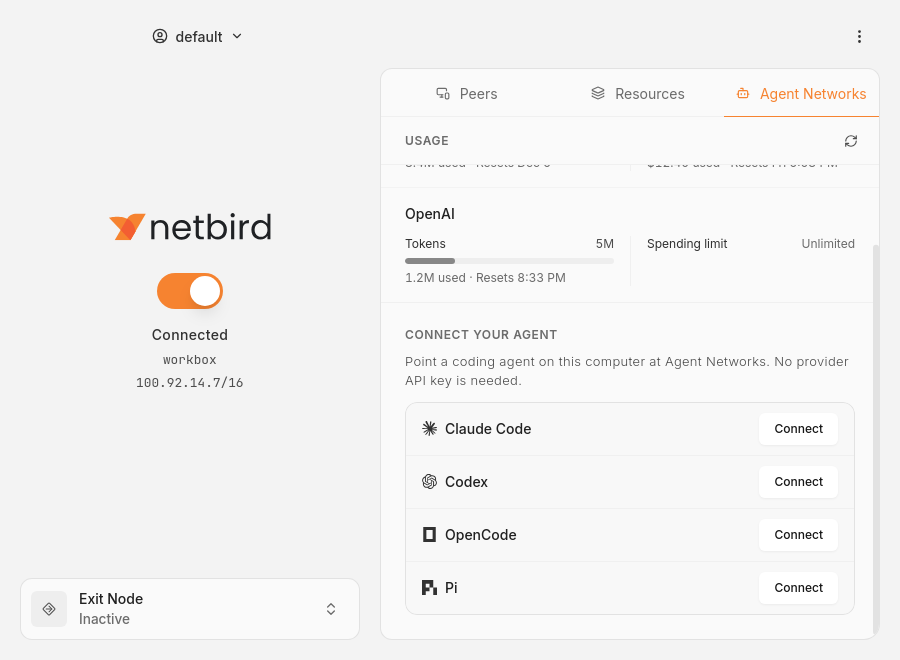 default
Peers
Resources
Agent Networks
USAGE
OpenAI
Tokens
5M
1.2M used · Resets 8:33 PM
Spending limit
Unlimited
netbird
Connected
workbox
100.92.14.7/16
CONNECT YOUR AGENT
Point a coding agent on this computer at Agent Networks. No provider
API key is needed.
Claude Code
Connect
Codex
Connect
OpenCode
Connect
Pi
Connect
Exit Node
Inactive